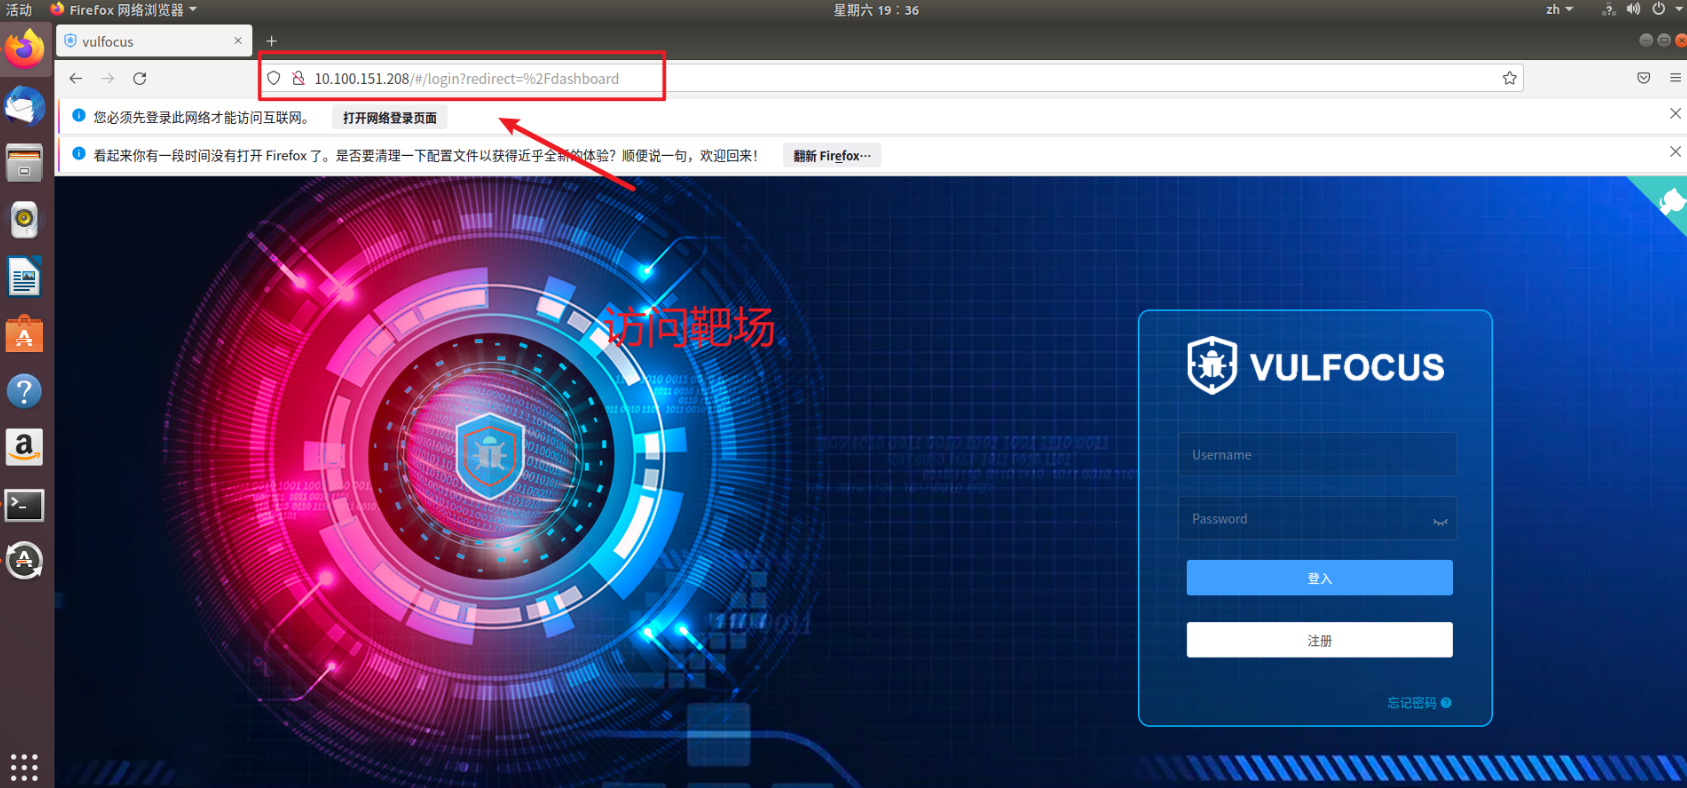 活动
Firefox 网络浏览器
星期六 19：36
zh
vulfocus
10.100.151.208/#/login?redirect=%2Fdashboard
您必须先登录此网络才能访问互联网。
打开网络登录页面
看起来你有一段时间没有打开 Firefox 了。是否要清理一下配置文件以获得近乎全新的体验？顺便说一句，欢迎回来！
翻新 Firefox…
访问靶场
VULFOCUS
Username
Password
登入
注册
忘记密码